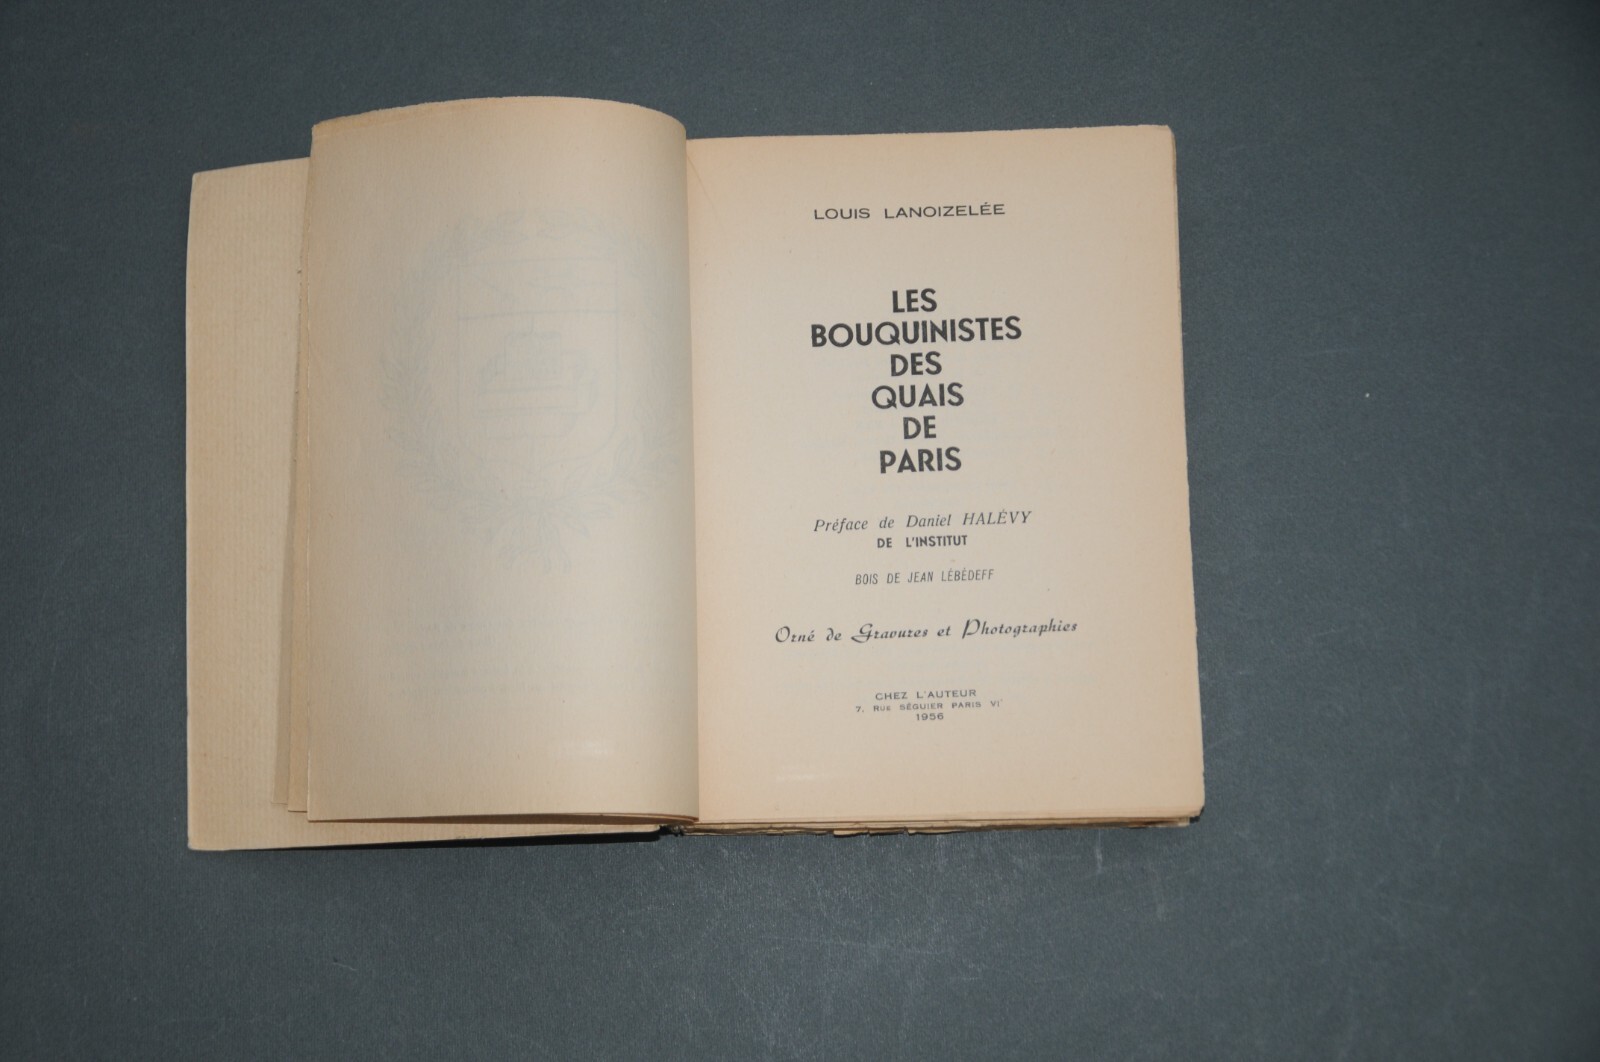 LOUIS LANOIZELÉE
LES
BOUQUINISTES
DES
QUAIS
DE
PARIS
Préface de Daniel HALÉVY
DE L'INSTITUT
BOIS DE JEAN LÉBÉDEFF
Orné de Gravures et Photographies
CHEZ L'AUTEUR
7, RUE SÉGUIER PARIS VIᵉ
1956